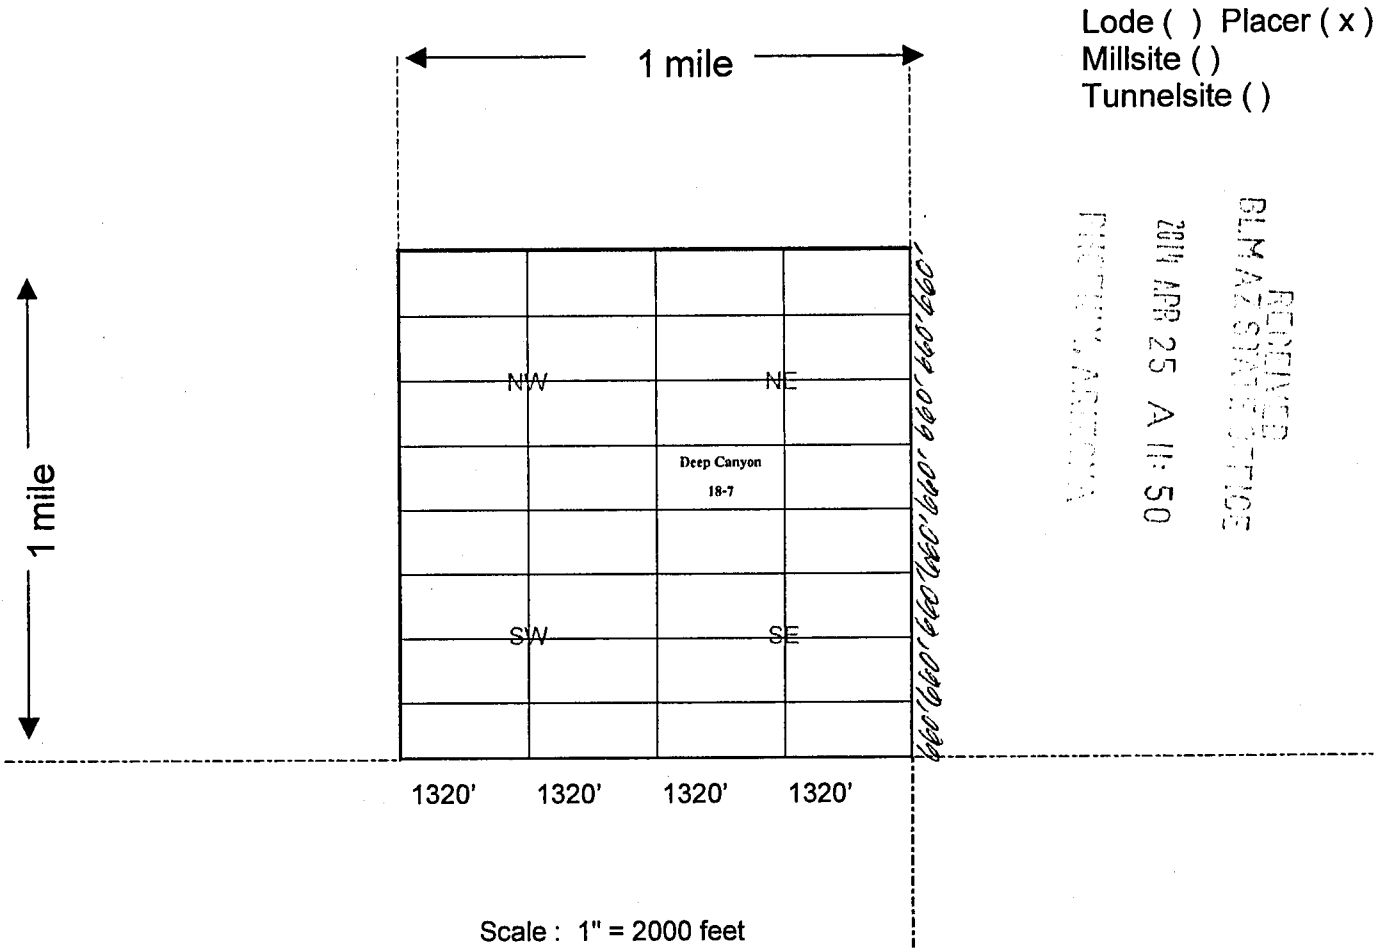 Lode ( ) Placer ( x )
Millsite ( )
Tunnelsite ( )
1 mile
1 mile
NW
NE
Deep Canyon
18-7
SW
SE
660' 660' 660' 660' 660' 660' 660' 660'
1320' 1320' 1320' 1320'
Scale : 1" = 2000 feet
RECEIVED
BLM AZ STATE OFFICE
2014 APR 25 A 11: 50